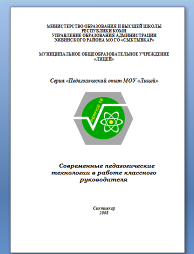 МИНИСТЕРСТВО ОБРАЗОВАНИЯ И ВЫСШЕЙ ШКОЛЫ
РЕСПУБЛИКИ КОМИ
УПРАВЛЕНИЕ ОБРАЗОВАНИЯ АДМИНИСТРАЦИИ
ЭЖВИНСКОГО РАЙОНА МО ГО «СЫКТЫВКАР»
МУНИЦИПАЛЬНОЕ ОБЩЕОБРАЗОВАТЕЛЬНОЕ УЧРЕЖДЕНИЕ
«ЛИЦЕЙ»
Серия «Педагогический опыт МОУ «Лицей»
Современные педагогические
технологии в работе классного
руководителя
Сыктывкар
2008